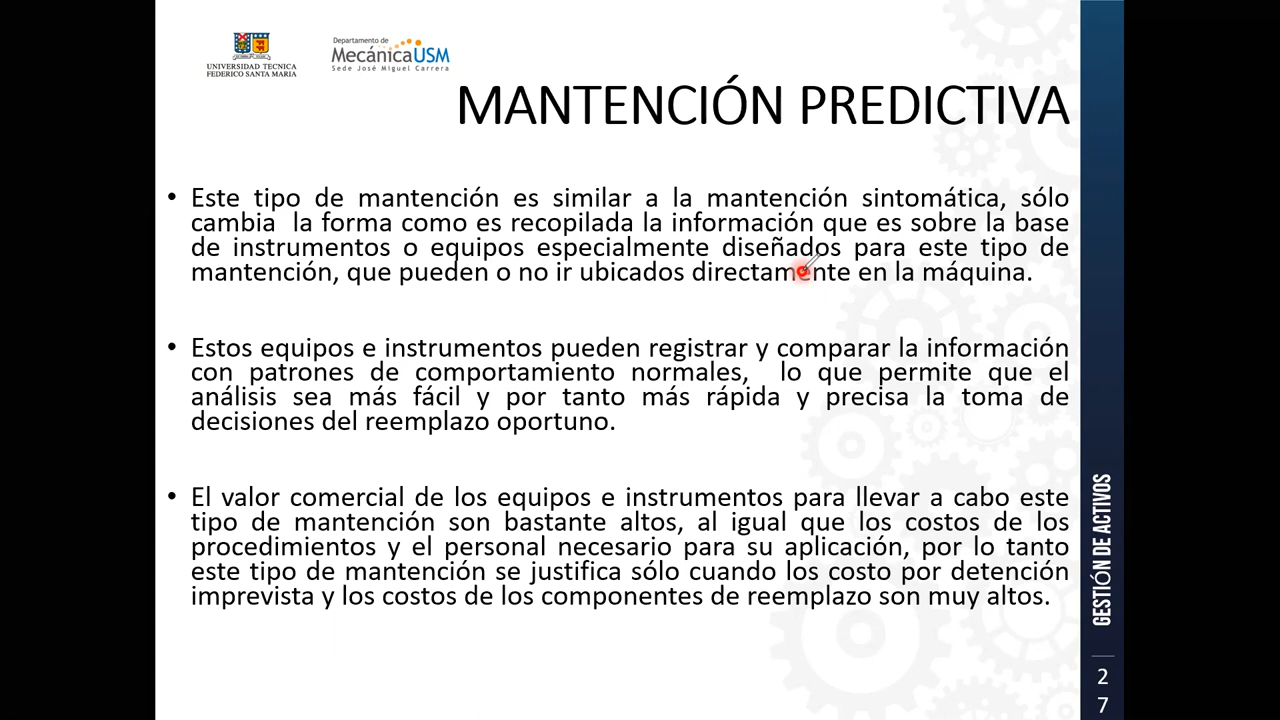 UNIVERSIDAD TECNICA
FEDERICO SANTA MARIA
Departamento de
MecánicaUSM
Sede José Miguel Carrera
MANTENCIÓN PREDICTIVA
• Este tipo de mantención es similar a la mantención sintomática, sólo
cambia la forma como es recopilada la información que es sobre la base
de instrumentos o equipos especialmente diseñados para este tipo de
mantención, que pueden o no ir ubicados directamente en la máquina.
• Estos equipos e instrumentos pueden registrar y comparar la información
con patrones de comportamiento normales, lo que permite que el
análisis sea más fácil y por tanto más rápida y precisa la toma de
decisiones del reemplazo oportuno.
• El valor comercial de los equipos e instrumentos para llevar a cabo este
tipo de mantención son bastante altos, al igual que los costos de los
procedimientos y el personal necesario para su aplicación, por lo tanto
este tipo de mantención se justifica sólo cuando los costo por detención
imprevista y los costos de los componentes de reemplazo son muy altos.
GESTIÓN DE ACTIVOS
2
7